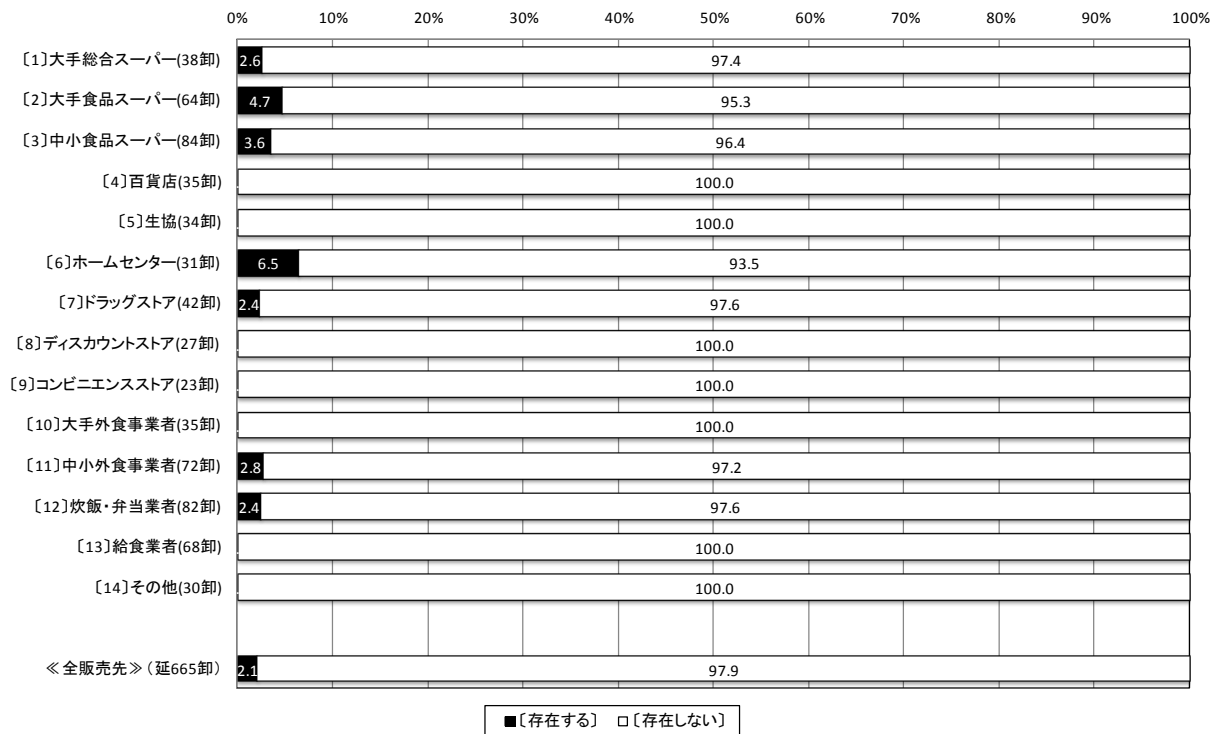 0% 10% 20% 30% 40% 50% 60% 70% 80% 90% 100%
〔1〕大手総合スーパー(38卸) 2.6 97.4
〔2〕大手食品スーパー(64卸) 4.7 95.3
〔3〕中小食品スーパー(84卸) 3.6 96.4
〔4〕百貨店(35卸) 100.0
〔5〕生協(34卸) 100.0
〔6〕ホームセンター(31卸) 6.5 93.5
〔7〕ドラッグストア(42卸) 2.4 97.6
〔8〕ディスカウントストア(27卸) 100.0
〔9〕コンビニエンスストア(23卸) 100.0
〔10〕大手外食事業者(35卸) 100.0
〔11〕中小外食事業者(72卸) 2.8 97.2
〔12〕炊飯・弁当業者(82卸) 2.4 97.6
〔13〕給食業者(68卸) 100.0
〔14〕その他(30卸) 100.0
≪全販売先≫（延665卸） 2.1 97.9
■〔存在する〕 □〔存在しない〕